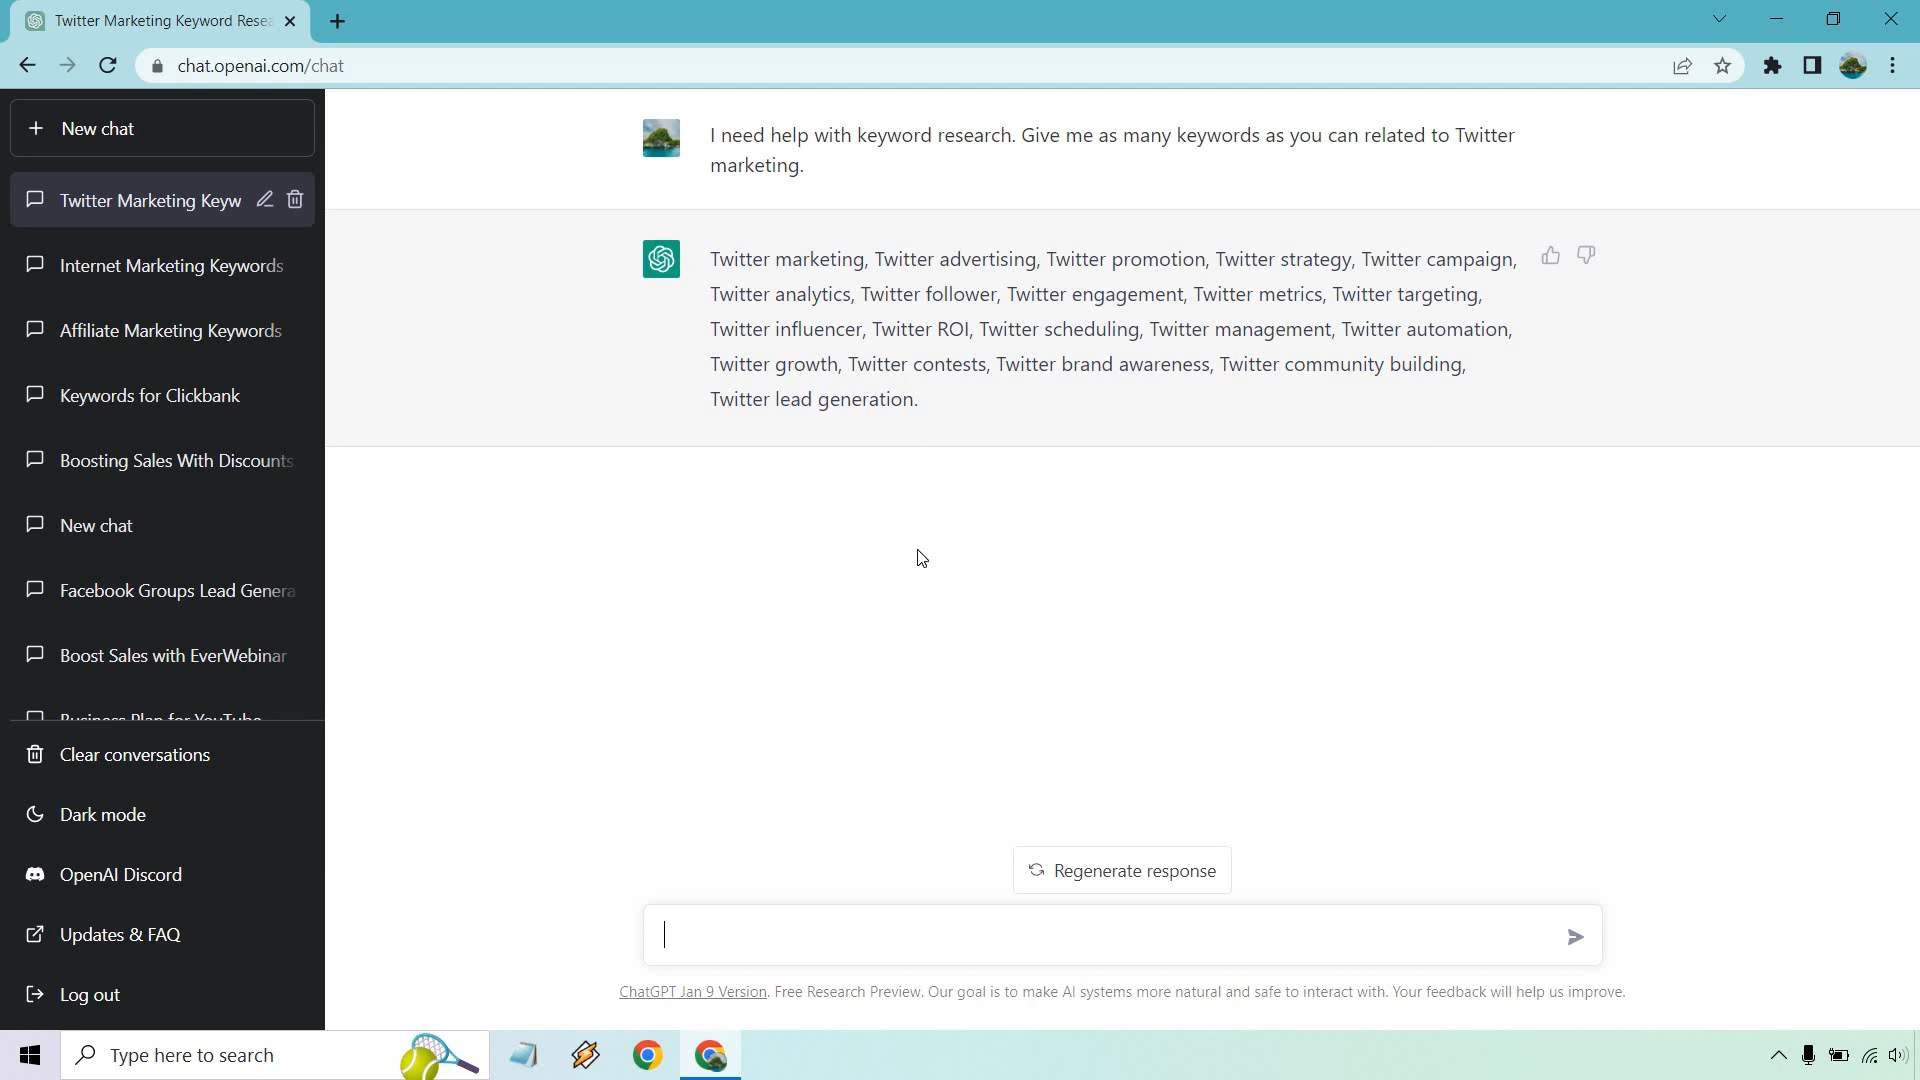 Twitter Marketing Keyword Resea
chat.openai.com/chat
New chat
Twitter Marketing Keyw
Internet Marketing Keywords
Affiliate Marketing Keywords
Keywords for Clickbank
Boosting Sales With Discounts
New chat
Facebook Groups Lead Genera
Boost Sales with EverWebinar
Business Plan for YouTube
Clear conversations
Dark mode
OpenAI Discord
Updates & FAQ
Log out
I need help with keyword research. Give me as many keywords as you can related to Twitter
marketing.
Twitter marketing, Twitter advertising, Twitter promotion, Twitter strategy, Twitter campaign,
Twitter analytics, Twitter follower, Twitter engagement, Twitter metrics, Twitter targeting,
Twitter influencer, Twitter ROI, Twitter scheduling, Twitter management, Twitter automation,
Twitter growth, Twitter contests, Twitter brand awareness, Twitter community building,
Twitter lead generation.
Regenerate response
ChatGPT Jan 9 Version. Free Research Preview. Our goal is to make AI systems more natural and safe to interact with. Your feedback will help us improve.
Type here to search